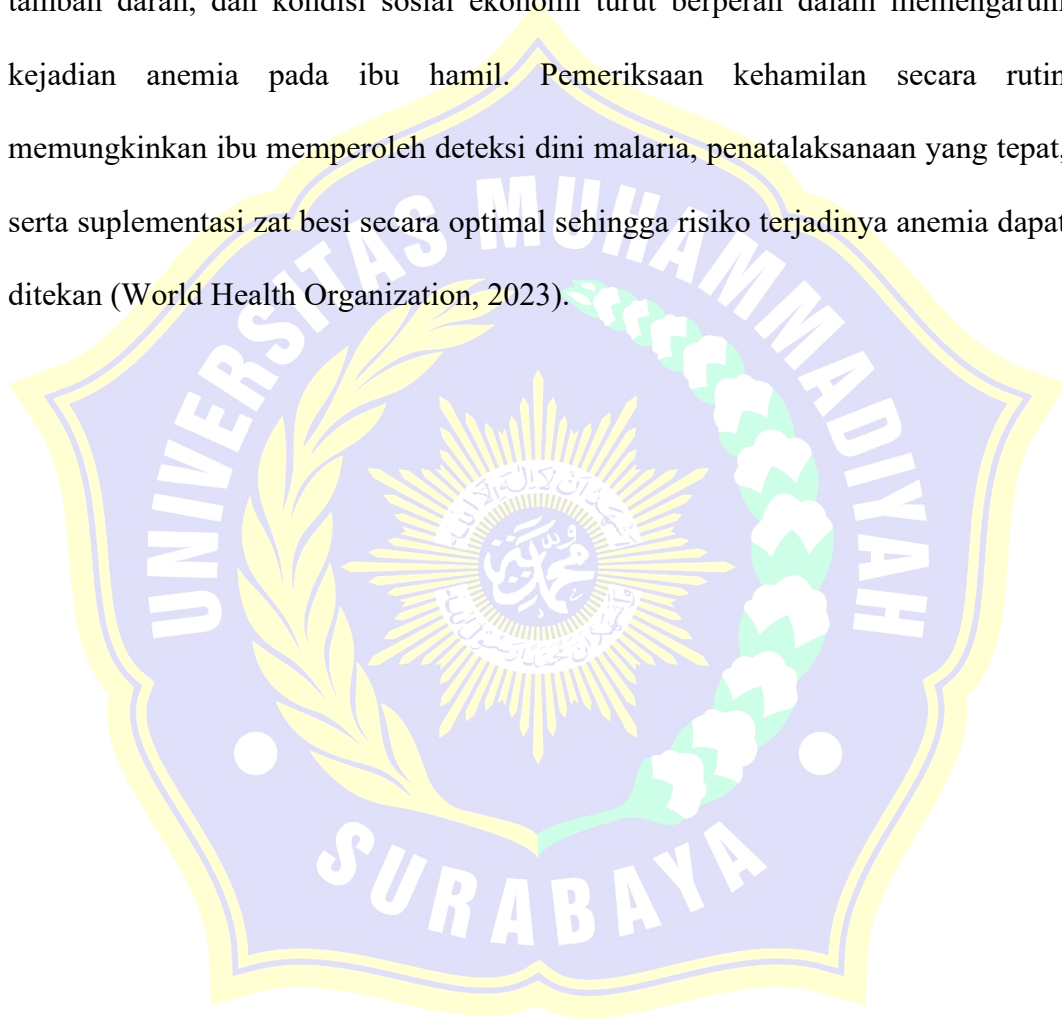 tambah darah, dan kondisi sosial ekonomi turut berperan dalam memengaruhi
kejadian anemia pada ibu hamil. Pemeriksaan kehamilan secara rutin
memungkinkan ibu memperoleh deteksi dini malaria, penatalaksanaan yang tepat,
serta suplementasi zat besi secara optimal sehingga risiko terjadinya anemia dapat
ditekan (World Health Organization, 2023).
UNIVERSITAS MUHAMMADIYAH
محمد
SURABAYA